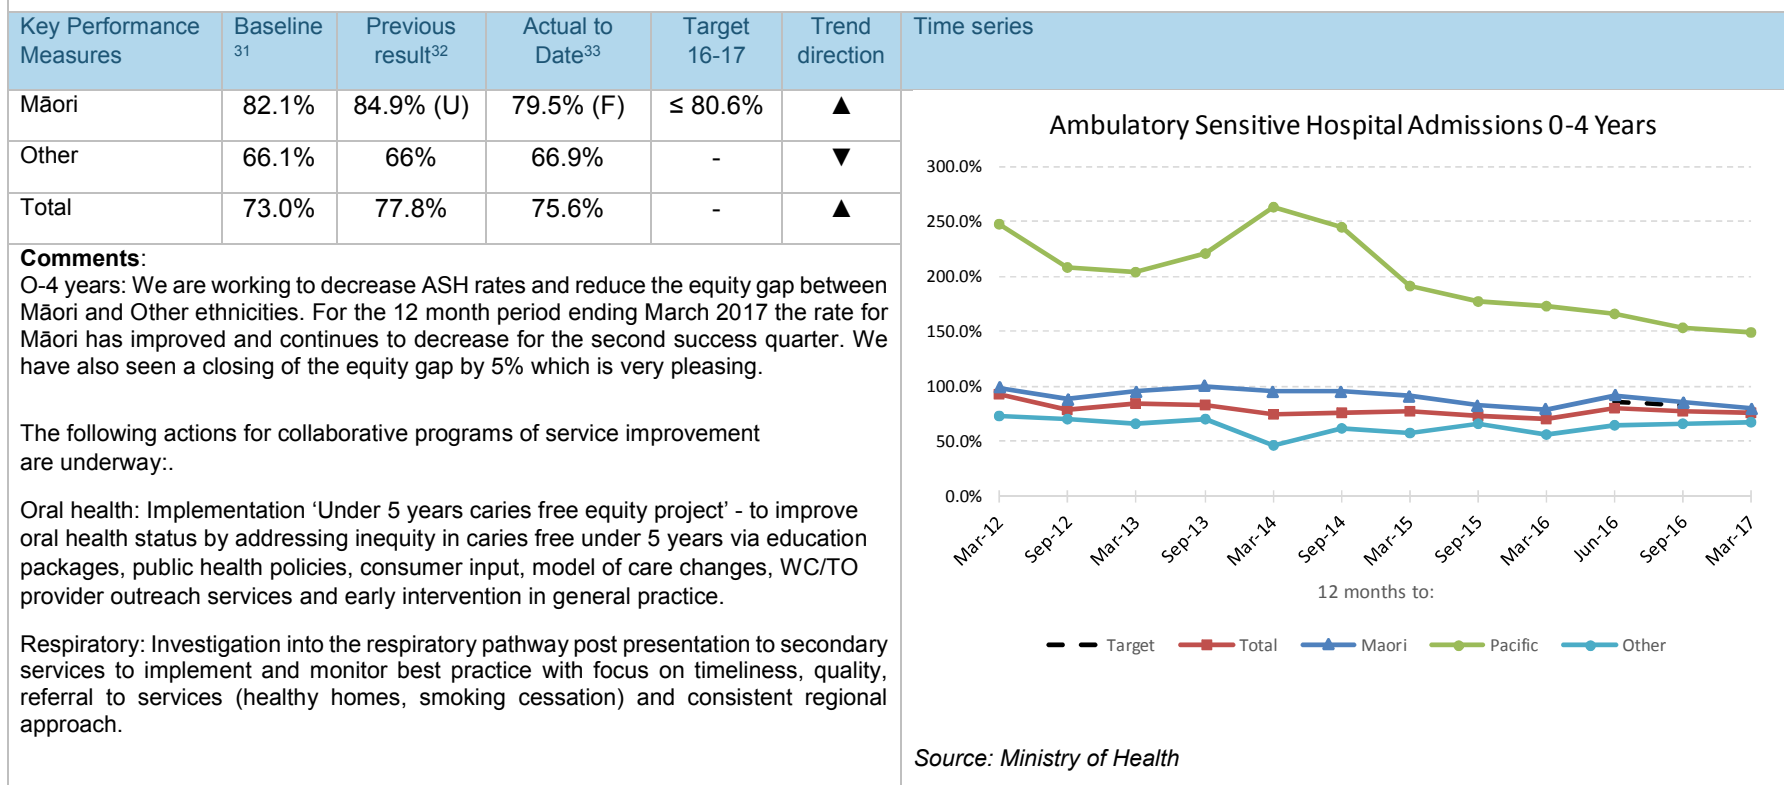 Key Performance Measures
Baseline 31
Previous result32
Actual to Date33
Target 16-17
Trend direction
Time series
Māori 82.1% 84.9% (U) 79.5% (F) ≤ 80.6% ▲
Other 66.1% 66% 66.9% - ▼
Total 73.0% 77.8% 75.6% - ▲
Comments:
O-4 years: We are working to decrease ASH rates and reduce the equity gap between
Māori and Other ethnicities. For the 12 month period ending March 2017 the rate for
Māori has improved and continues to decrease for the second success quarter. We
have also seen a closing of the equity gap by 5% which is very pleasing.
The following actions for collaborative programs of service improvement
are underway:.
Oral health: Implementation ‘Under 5 years caries free equity project’ - to improve
oral health status by addressing inequity in caries free under 5 years via education
packages, public health policies, consumer input, model of care changes, WC/TO
provider outreach services and early intervention in general practice.
Respiratory: Investigation into the respiratory pathway post presentation to secondary
services to implement and monitor best practice with focus on timeliness, quality,
referral to services (healthy homes, smoking cessation) and consistent regional
approach.
Ambulatory Sensitive Hospital Admissions 0-4 Years
300.0%
250.0%
200.0%
150.0%
100.0%
50.0%
0.0%
Mar-12 Sep-12 Mar-13 Sep-13 Mar-14 Sep-14 Mar-15 Sep-15 Mar-16 Jun-16 Sep-16 Mar-17
12 months to:
Target Total Maori Pacific Other
Source: Ministry of Health